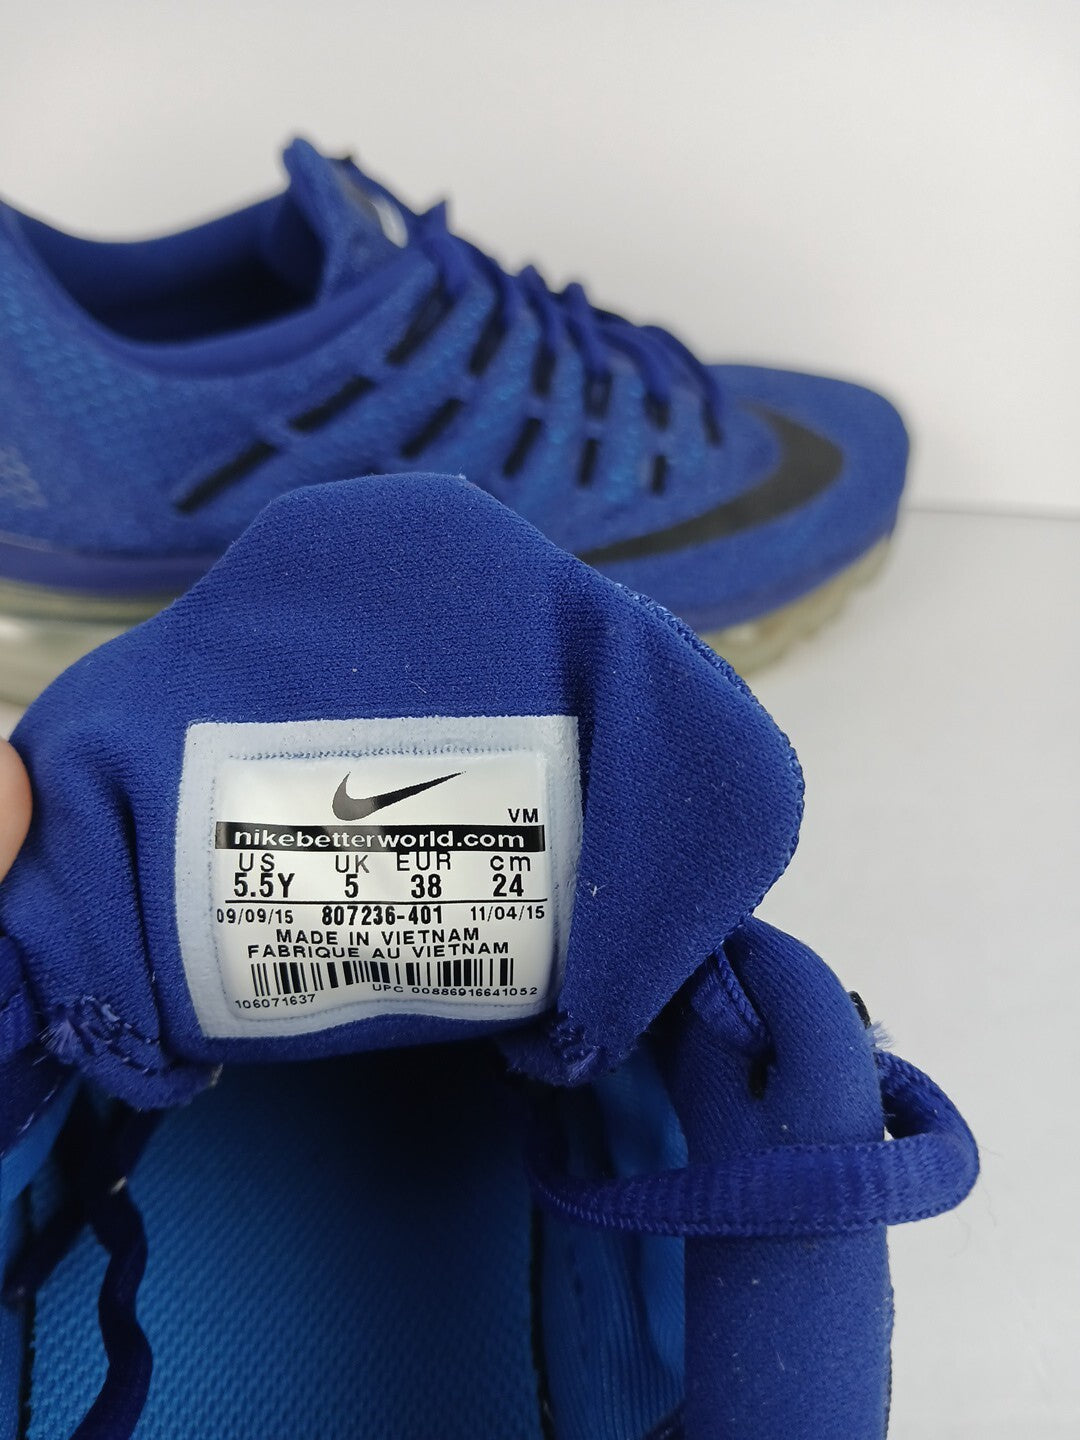 VM
nikebetterworld.com
US UK EUR cm
5.5Y 5 38 24
09/09/15 807236-401 11/04/15
MADE IN VIETNAM
FABRIQUE AU VIETNAM
106071637 UPC 00886916641052